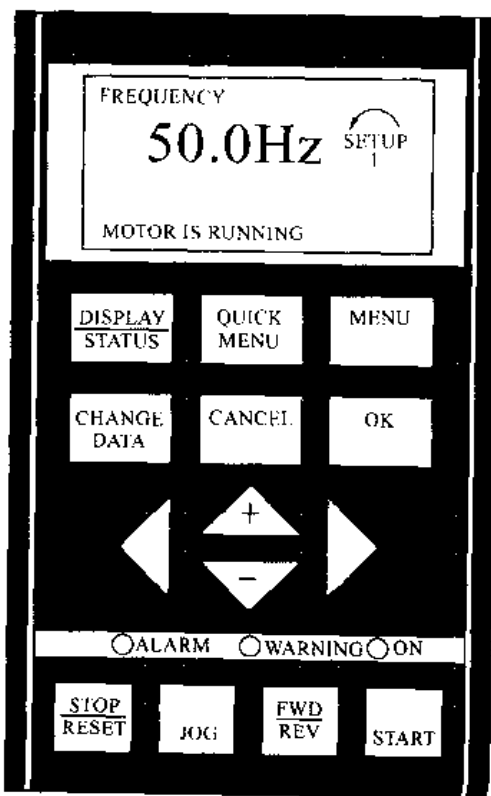 FREQUENCY
50.0Hz
SETUP
1
MOTOR IS RUNNING
DISPLAY
STATUS
QUICK
MENU
MENU
CHANGE
DATA
CANCEL
OK
+
−
ALARM WARNING ON
STOP
RESET
JOG
FWD
REV
START